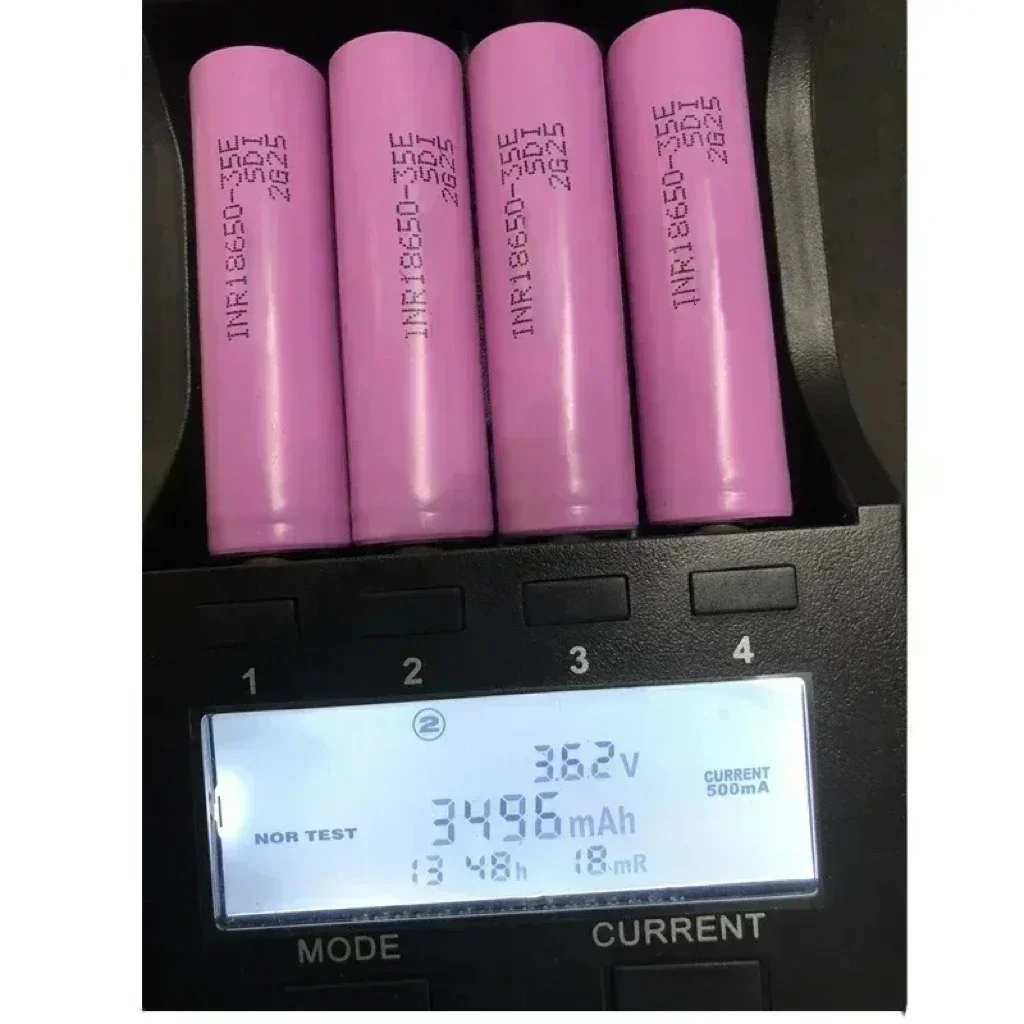 INR18650-35E
SDI
2G25
INR18650-35E
SDI
2G25
INR18650-35E
SDI
2G25
INR18650-35E
SDI
2G25
1 2 3 4
②
3.62V
CURRENT
500mA
NOR TEST
3496mAh
13 48h 18mR
MODE CURRENT